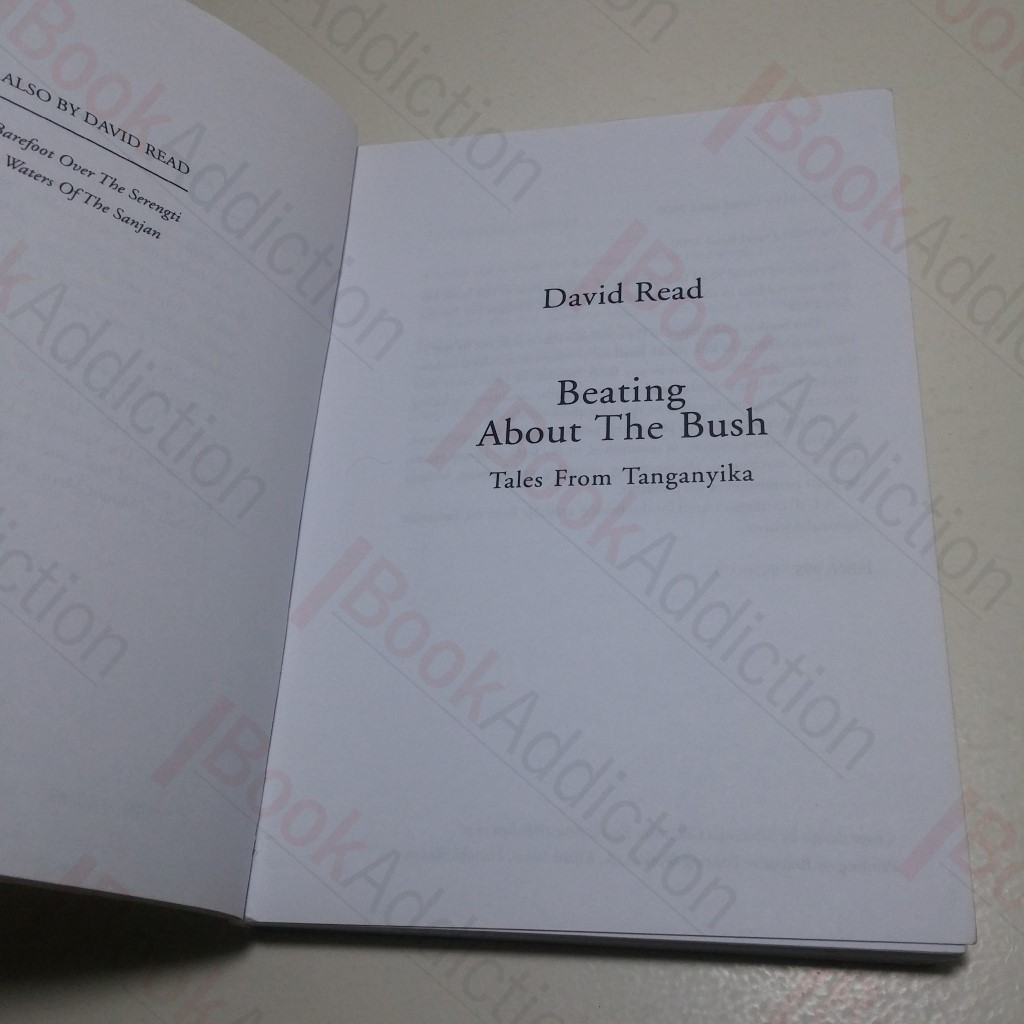 ALSO BY DAVID READ
Barefoot Over The Serengti
Waters Of The Sanjan
David Read
Beating
About The Bush
Tales From Tanganyika
BookAddiction